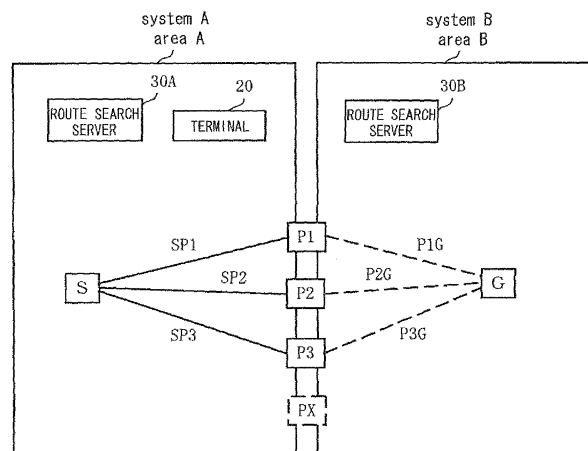 system A
area A
system B
area B
30A
20
30B
ROUTE SEARCH
SERVER
TERMINAL
ROUTE SEARCH
SERVER
P1
SP1
P1G
P2G
SP2
S
P2
G
SP3
P3G
P3
PX